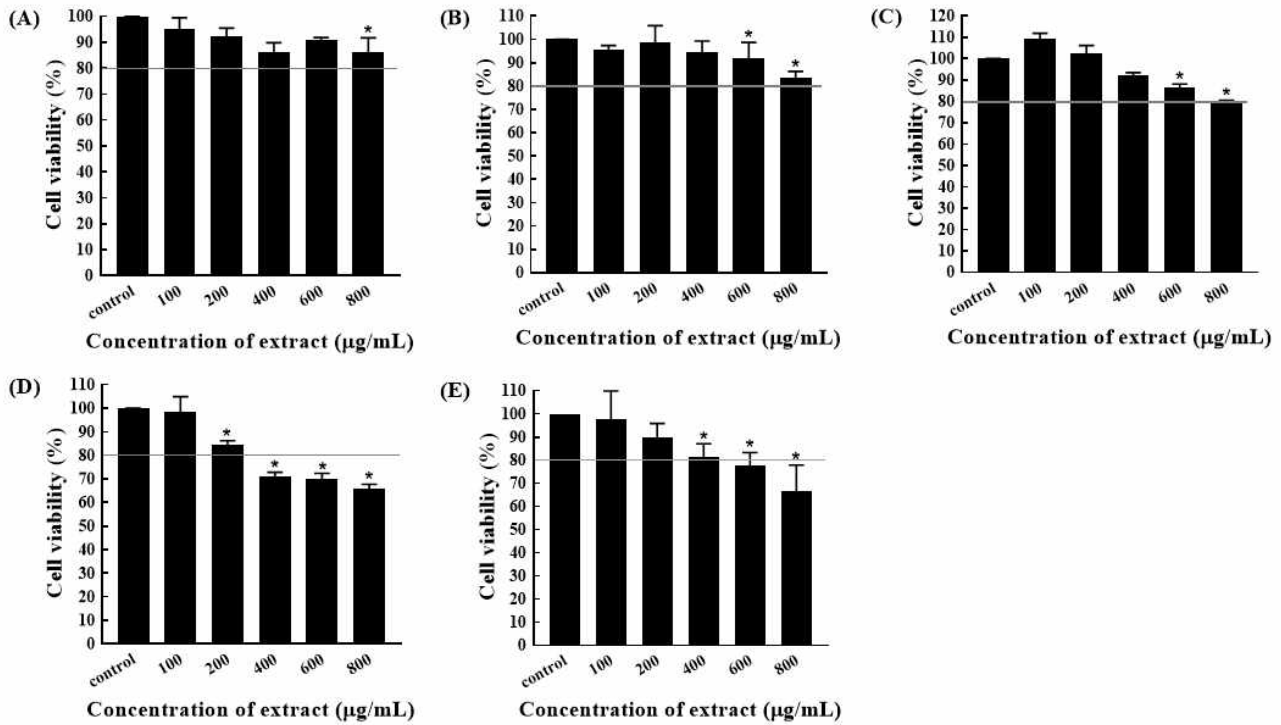 (A)
Cell viability (%)
100
90
80
70
60
50
40
30
20
10
0
*
control 100 200 400 600 800
Concentration of extract (μg/mL)
(B)
Cell viability (%)
110
100
90
80
70
60
50
40
30
20
10
0
* *
control 100 200 400 600 800
Concentration of extract (μg/mL)
(C)
Cell viability (%)
120
110
100
90
80
70
60
50
40
30
20
10
0
* *
control 100 200 400 600 800
Concentration of extract (μg/mL)
(D)
Cell viability (%)
110
100
90
80
70
60
50
40
30
20
10
0
* * * *
control 100 200 400 600 800
Concentration of extract (μg/mL)
(E)
Cell viability (%)
110
100
90
80
70
60
50
40
30
20
10
0
* * *
control 100 200 400 600 800
Concentration of extract (μg/mL)